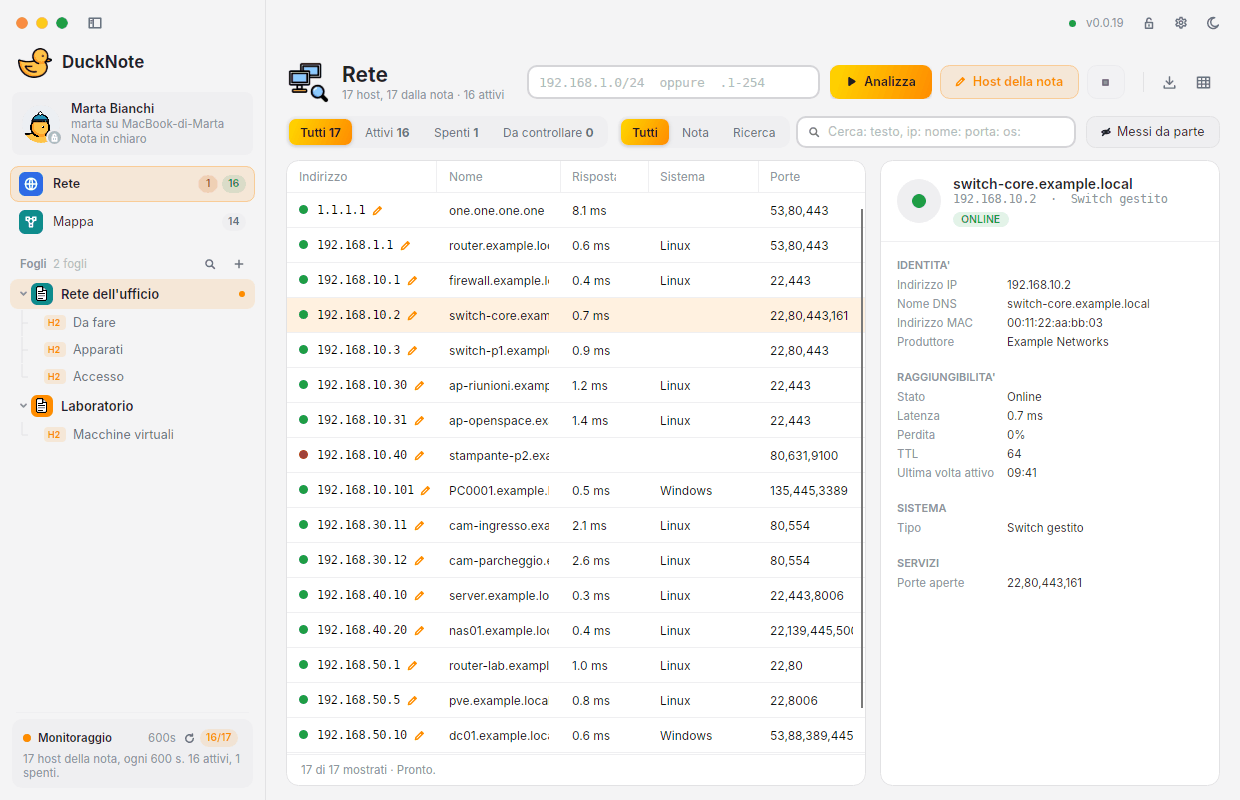 v0.0.19
DuckNote
Marta Bianchi
marta su MacBook-di-Marta
Nota in chiaro
Rete 1 16
Mappa 14
Fogli 2 fogli
Rete dell'ufficio
H2 Da fare
H2 Apparati
H2 Accesso
Laboratorio
H2 Macchine virtuali
Monitoraggio 600s 16/17
17 host della nota, ogni 600 s. 16 attivi, 1
spenti.
Rete
17 host, 17 dalla nota · 16 attivi
192.168.1.0/24 oppure .1-254
Analizza
Host della nota
Tutti 17 Attivi 16 Spenti 1 Da controllare 0
Tutti Nota Ricerca
Cerca: testo, ip: nome: porta: os:
Messi da parte
Indirizzo Nome Risposta Sistema Porte
1.1.1.1 one.one.one.one 8.1 ms 53,80,443
192.168.1.1 router.example.loc 0.6 ms Linux 53,80,443
192.168.10.1 firewall.example.l 0.4 ms Linux 22,443
192.168.10.2 switch-core.exam 0.7 ms 22,80,443,161
192.168.10.3 switch-p1.example 0.9 ms 22,80,443
192.168.10.30 ap-riunioni.examp 1.2 ms Linux 22,443
192.168.10.31 ap-openspace.ex 1.4 ms Linux 22,443
192.168.10.40 stampante-p2.exa 80,631,9100
192.168.10.101 PC0001.example.l 0.5 ms Windows 135,445,3389
192.168.30.11 cam-ingresso.exa 2.1 ms Linux 80,554
192.168.30.12 cam-parcheggio.e 2.6 ms Linux 80,554
192.168.40.10 server.example.lo 0.3 ms Linux 22,443,8006
192.168.40.20 nas01.example.loc 0.4 ms Linux 22,139,445,500
192.168.50.1 router-lab.exampl 1.0 ms Linux 22,80
192.168.50.5 pve.example.loca 0.8 ms Linux 22,8006
192.168.50.10 dc01.example.loca 0.6 ms Windows 53,88,389,445
17 di 17 mostrati · Pronto.
switch-core.example.local
192.168.10.2 · Switch gestito
ONLINE
IDENTITA'
Indirizzo IP 192.168.10.2
Nome DNS switch-core.example.local
Indirizzo MAC 00:11:22:aa:bb:03
Produttore Example Networks
RAGGIUNGIBILITA'
Stato Online
Latenza 0.7 ms
Perdita 0%
TTL 64
Ultima volta attivo 09:41
SISTEMA
Tipo Switch gestito
SERVIZI
Porte aperte 22,80,443,161